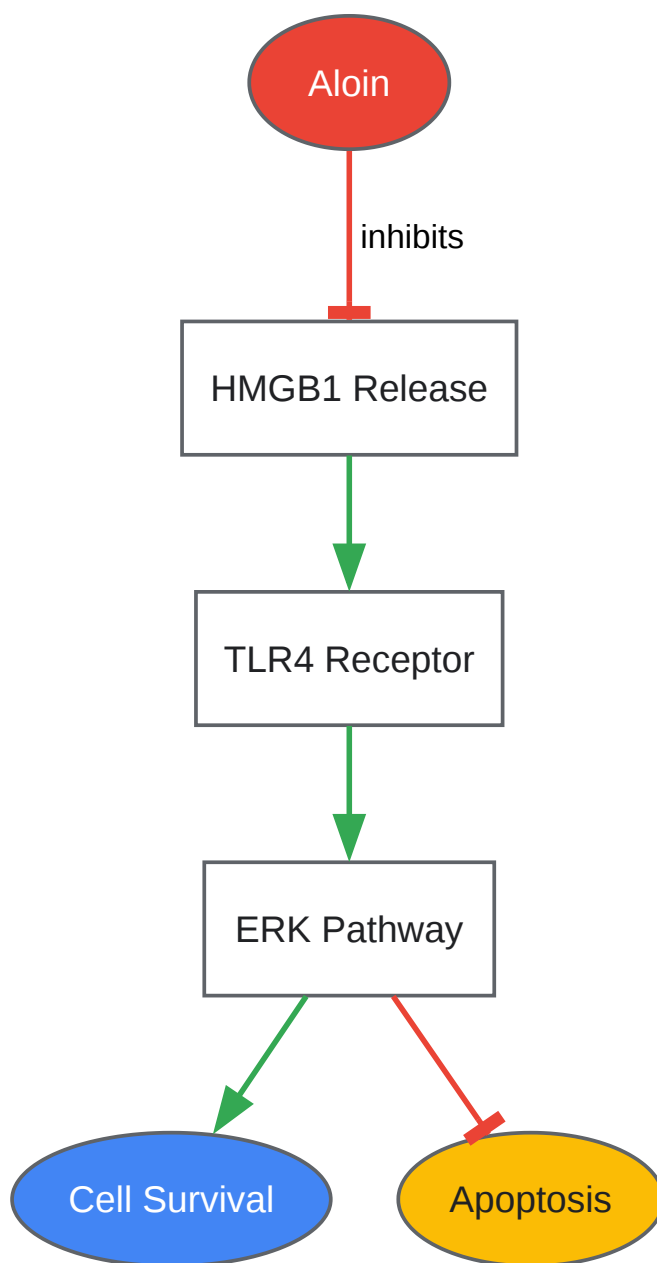 Aloin
inhibits
HMGB1 Release
TLR4 Receptor
ERK Pathway
Cell Survival
Apoptosis